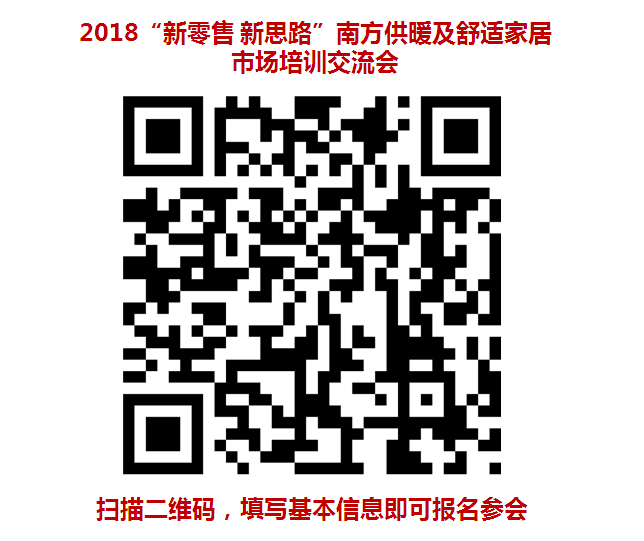 2018“新零售 新思路”南方供暖及舒适家居
市场培训交流会
扫描二维码，填写基本信息即可报名参会